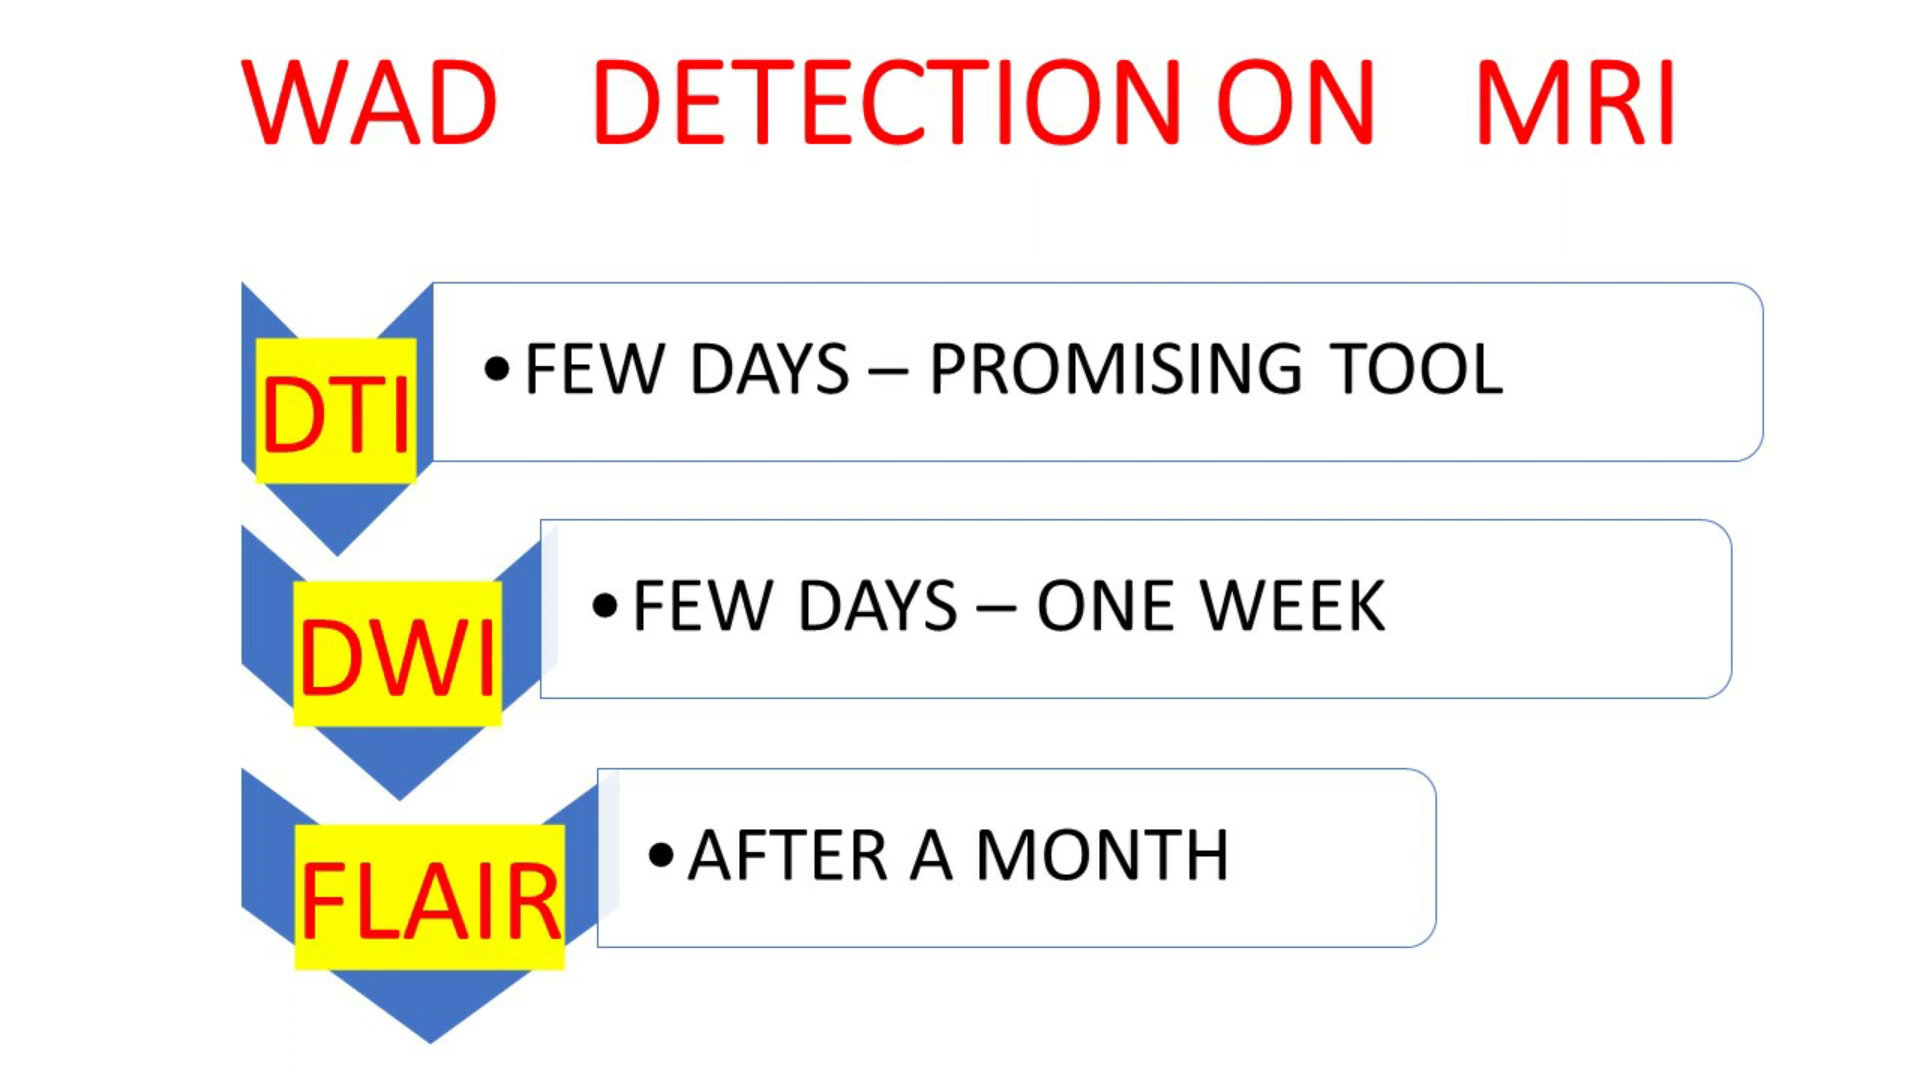 WAD DETECTION ON MRI
DTI
• FEW DAYS – PROMISING TOOL
DWI
• FEW DAYS – ONE WEEK
FLAIR
• AFTER A MONTH